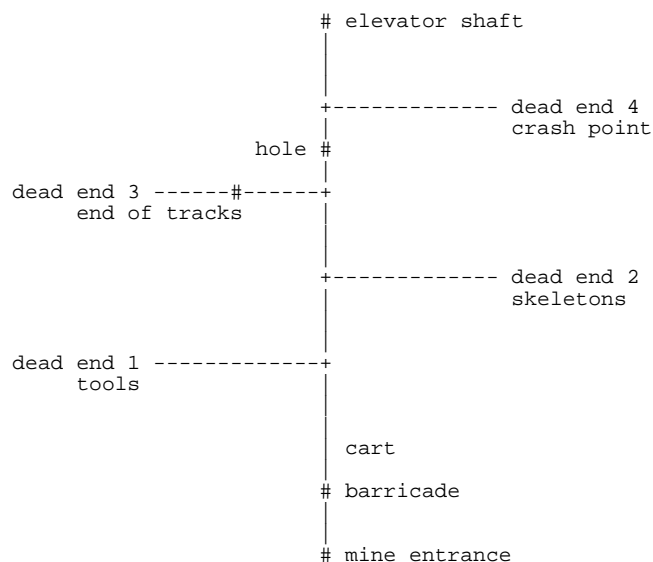 # elevator shaft
+------------- dead end 4
crash point
hole #
dead end 3 ------#------+
end of tracks
+------------- dead end 2
skeletons
dead end 1 -------------+
tools
cart
# barricade
# mine entrance